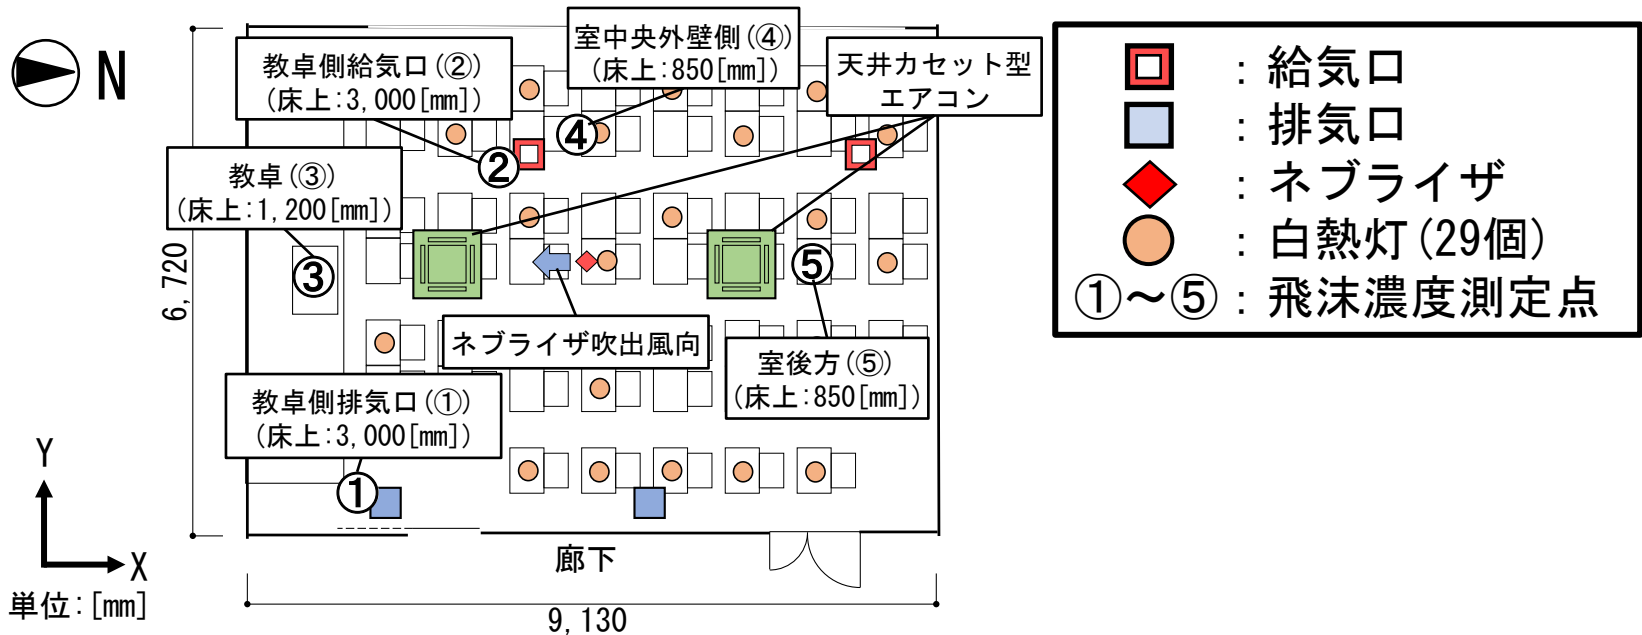 N
教卓側給気口(②)
(床上:3,000[mm])
室中央外壁側(④)
(床上:850[mm])
天井カセット型
エアコン
教卓(③)
(床上:1,200[mm])
②
④
③
⑤
6,720
ネブライザ吹出風向
室後方(⑤)
(床上:850[mm])
教卓側排気口(①)
(床上:3,000[mm])
①
廊下
9,130
Y
X
単位:[mm]
:給気口
:排気口
:ネブライザ
:白熱灯(29個)
①~⑤:飛沫濃度測定点